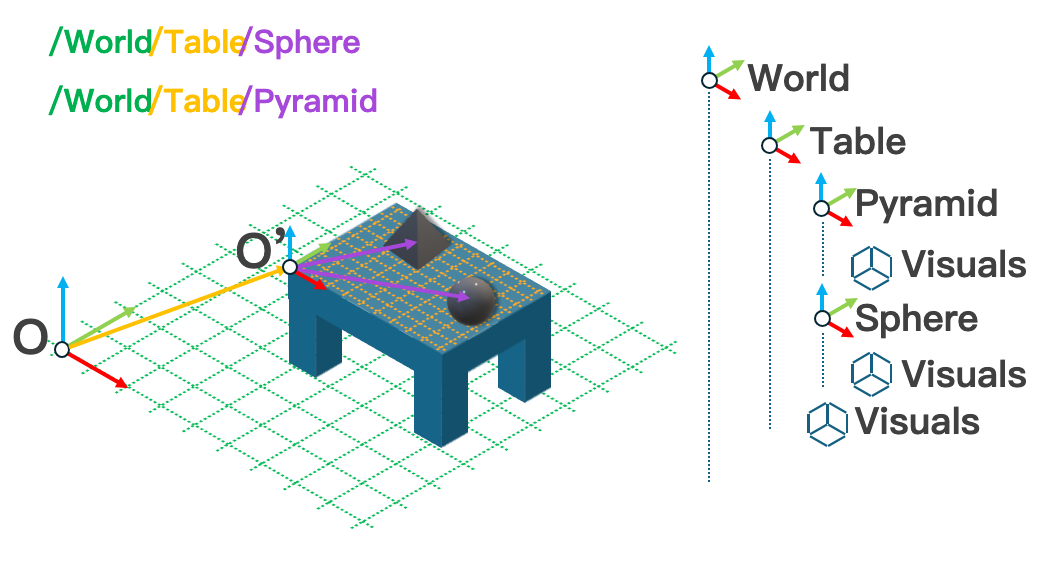 /World/Table/Sphere
/World/Table/Pyramid
O
O’
World
Table
Pyramid
Visuals
Sphere
Visuals
Visuals